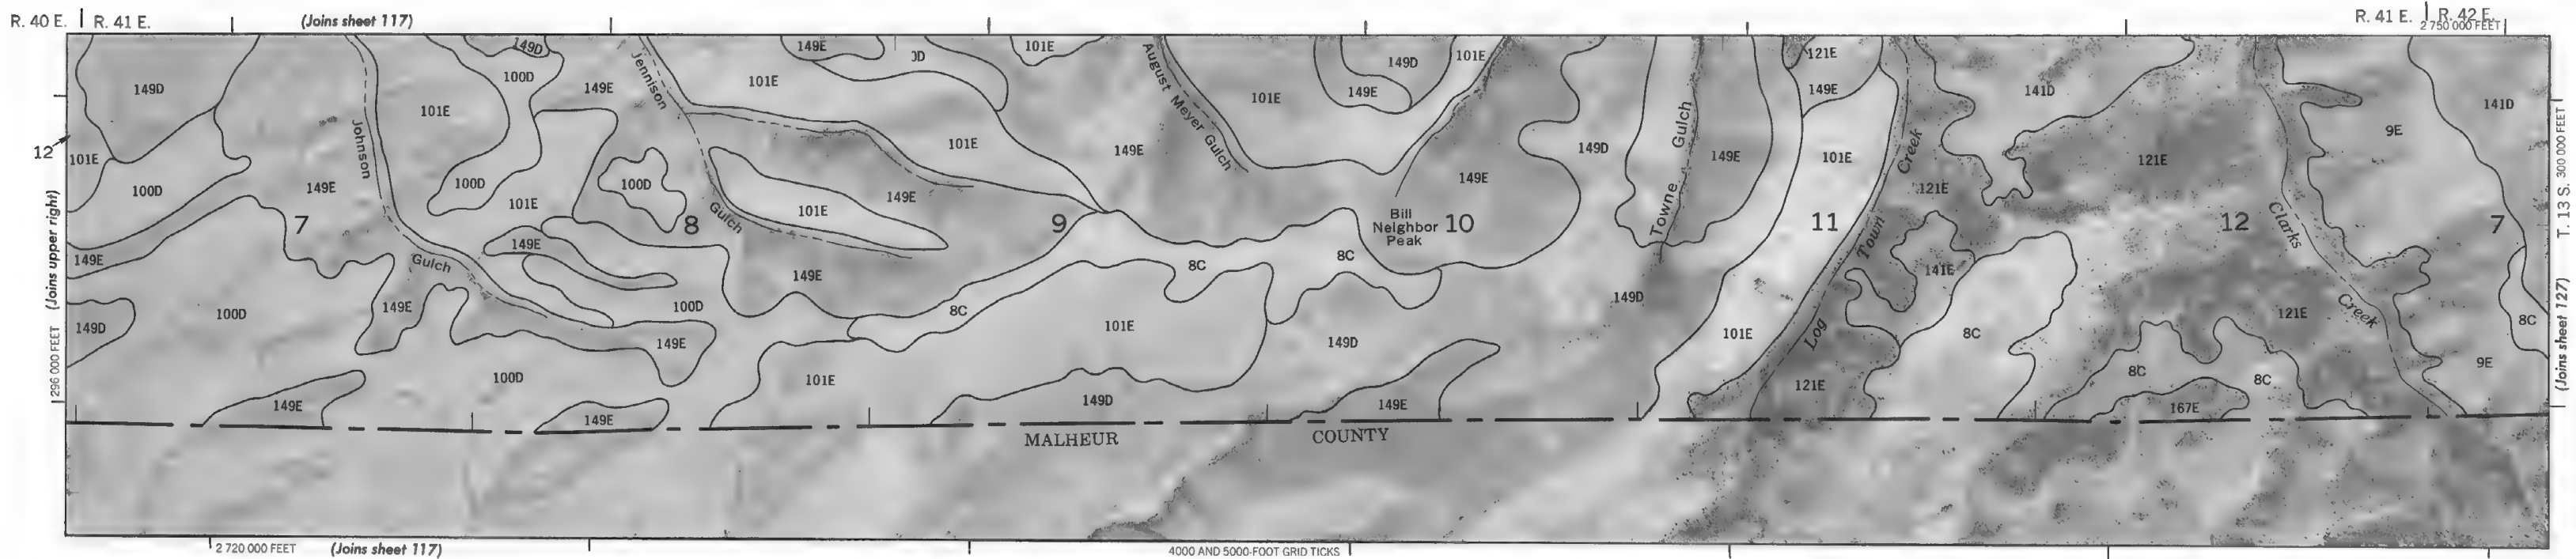 R. 40 E. | R. 41 E.
(Joins sheet 117)
R. 41 E. | R. 42 E.
2 750 000 FEET
149D
100D
149E
149D
101E
149E
101E
149E
101E
101E
149D
149E
101E
121E
149E
141D
9E
141D
12
101E
100D
149E
Johnson
Gulch
100D
101E
100D
Jennison
Gulch
101E
149E
101E
149E
August Meyer Gulch
149E
149D
Towne Gulch
149E
101E
121E
121E
7
8
9
Bill
Neighbor
Peak
10
11
12
7
Log Town Creek
Clarks Creek
149E
149E
149E
100D
149E
8C
8C
8C
149D
141E
121E
8C
149D
100D
149E
101E
149D
101E
8C
8C
8C
9E
149E
100D
149E
101E
149D
149E
121E
167E
MALHEUR COUNTY
296 000 FEET
(Joins upper right)
T. 13 S.
300 000 FEET
(Joins sheet 127)
2 720 000 FEET
(Joins sheet 117)
4000 AND 5000-FOOT GRID TICKS